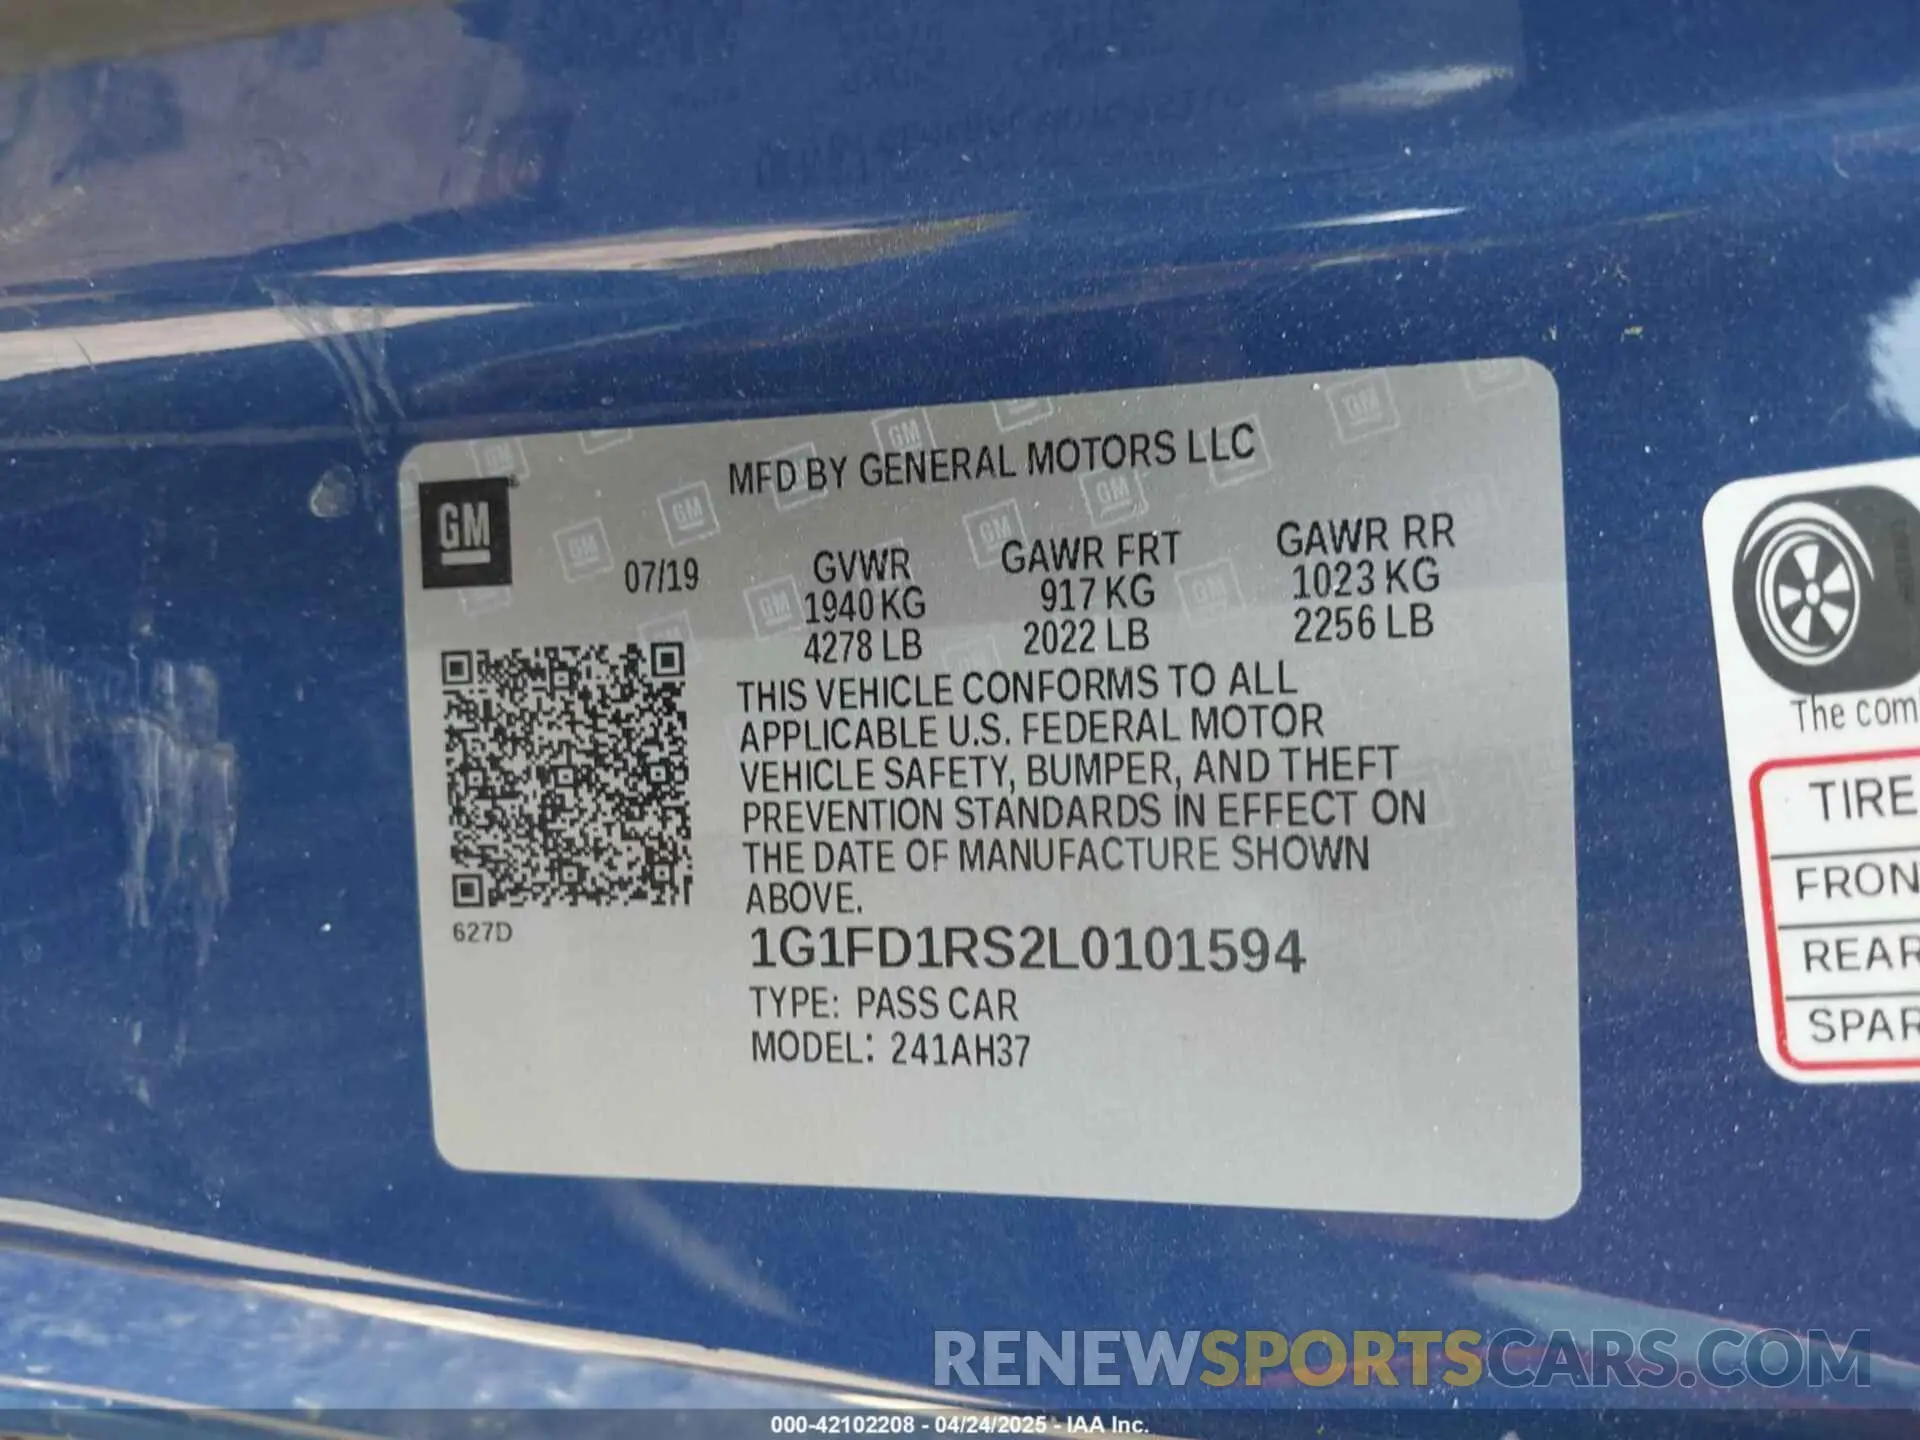 MFD BY GENERAL MOTORS LLC
GM
07/19
GVWR
1940 KG
4278 LB
GAWR FRT
917 KG
2022 LB
GAWR RR
1023 KG
2256 LB
THIS VEHICLE CONFORMS TO ALL
APPLICABLE U.S. FEDERAL MOTOR
VEHICLE SAFETY, BUMPER, AND THEFT
PREVENTION STANDARDS IN EFFECT ON
THE DATE OF MANUFACTURE SHOWN
ABOVE.
627D
1G1FD1RS2L0101594
TYPE: PASS CAR
MODEL: 241AH37
The com
TIRE
FRON
REAR
SPAR
RENEWSPORTSCARS.COM
000-42102208 - 04/24/2025 - IAA Inc.